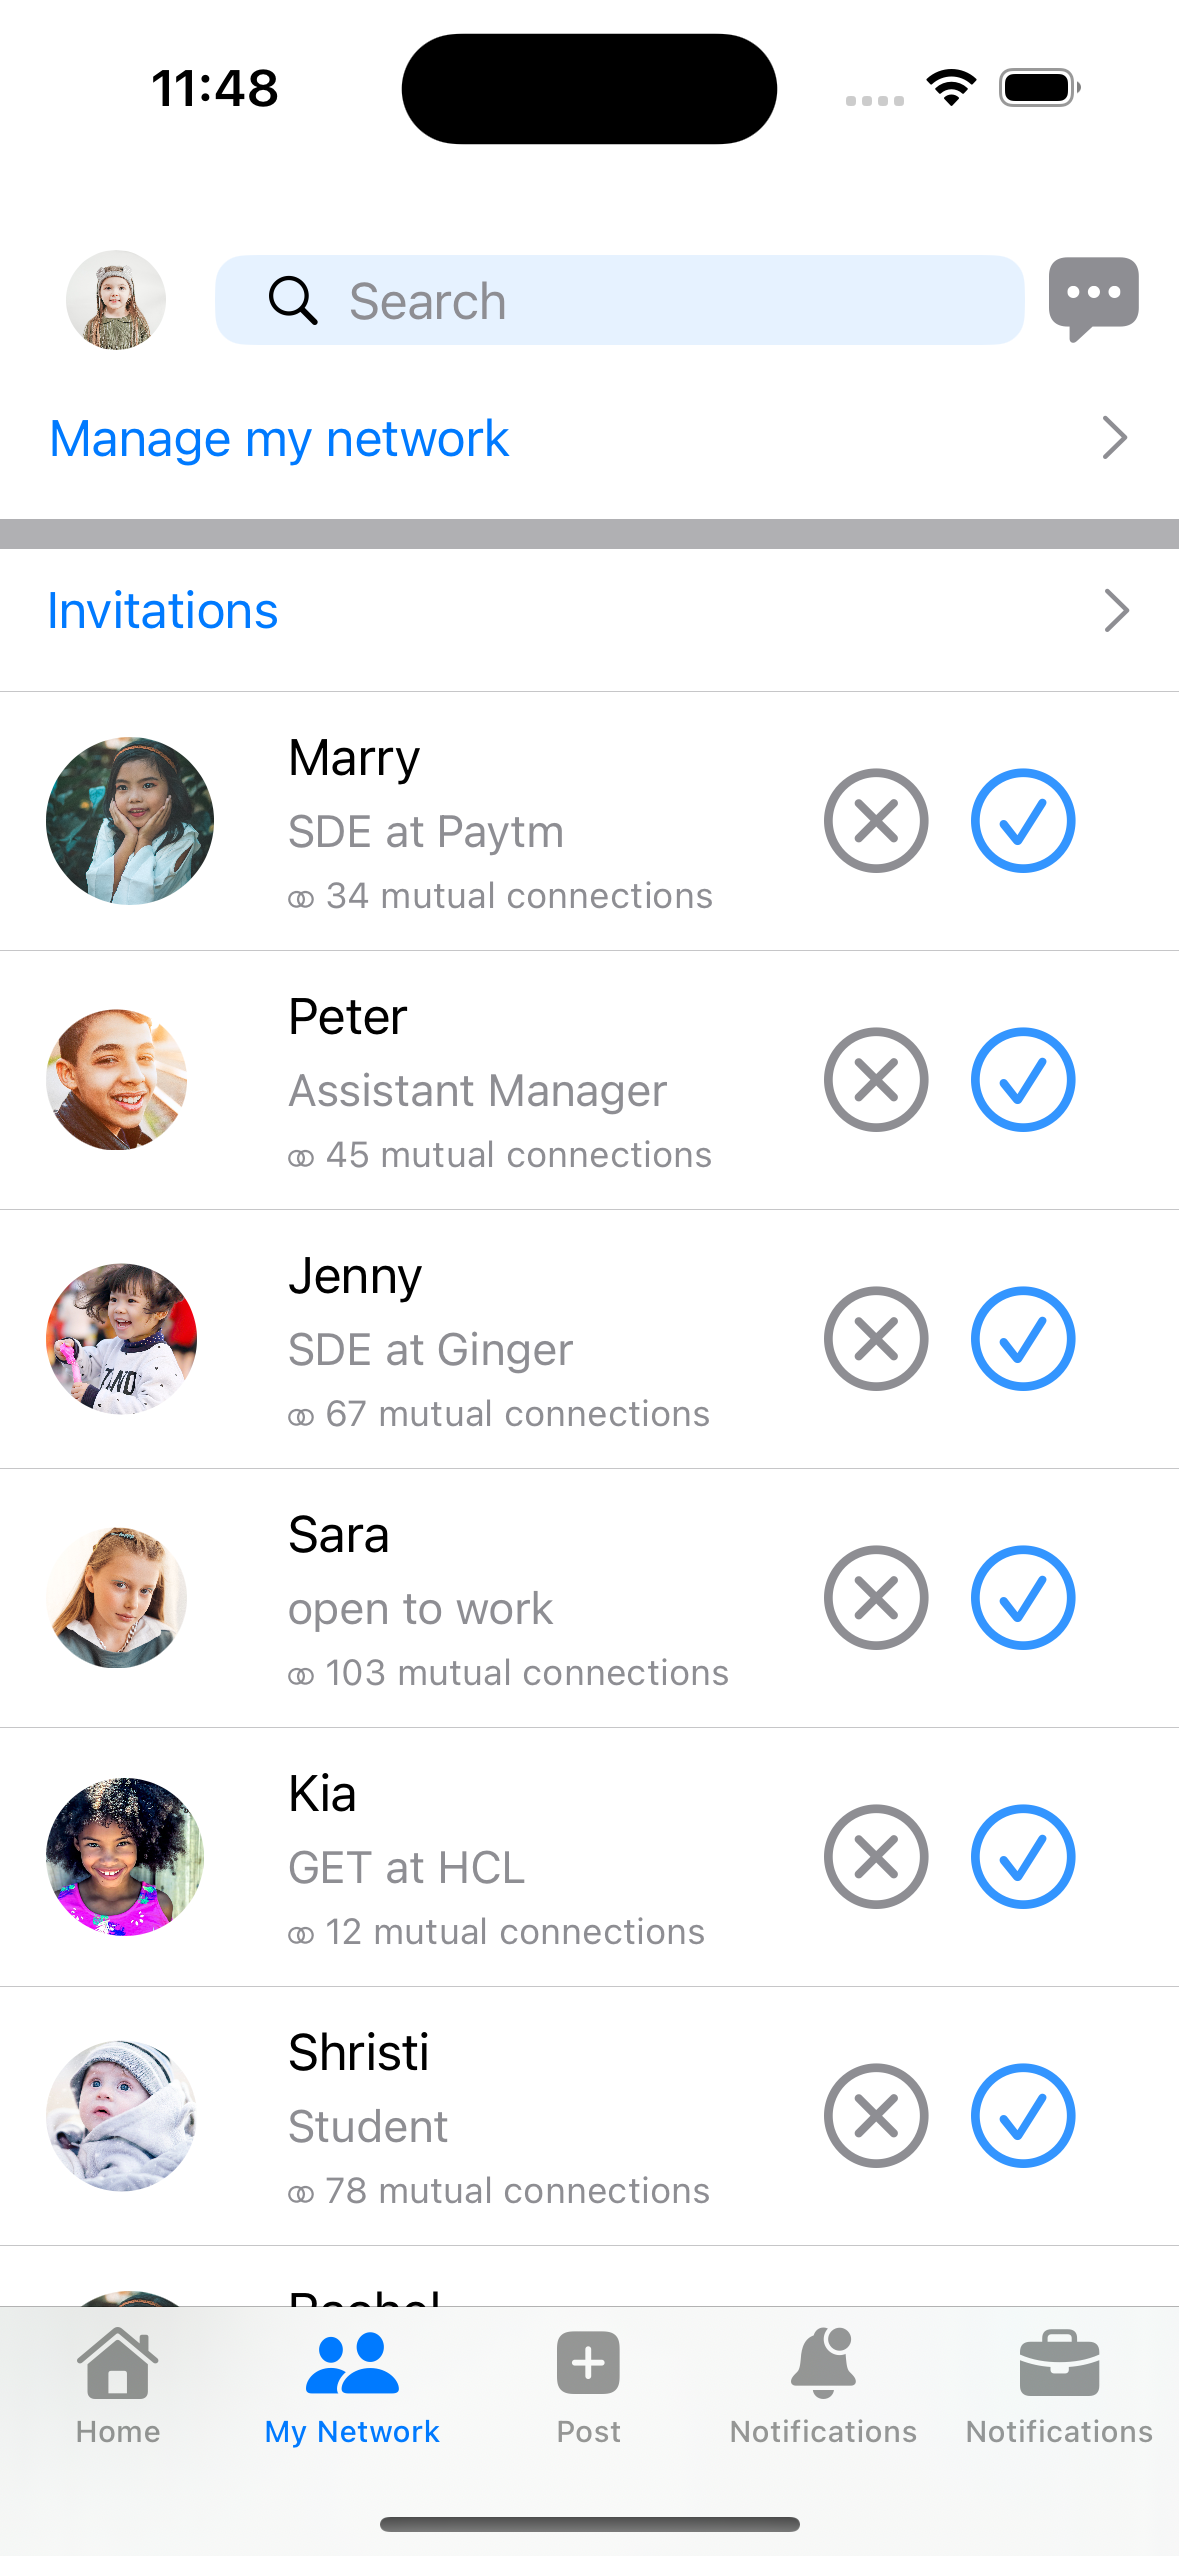 11:48
Search
Manage my network
Invitations
Marry
SDE at Paytm
34 mutual connections
Peter
Assistant Manager
45 mutual connections
Jenny
SDE at Ginger
67 mutual connections
Sara
open to work
103 mutual connections
Kia
GET at HCL
12 mutual connections
Shristi
Student
78 mutual connections
Rachel
Home
My Network
Post
Notifications
Notifications